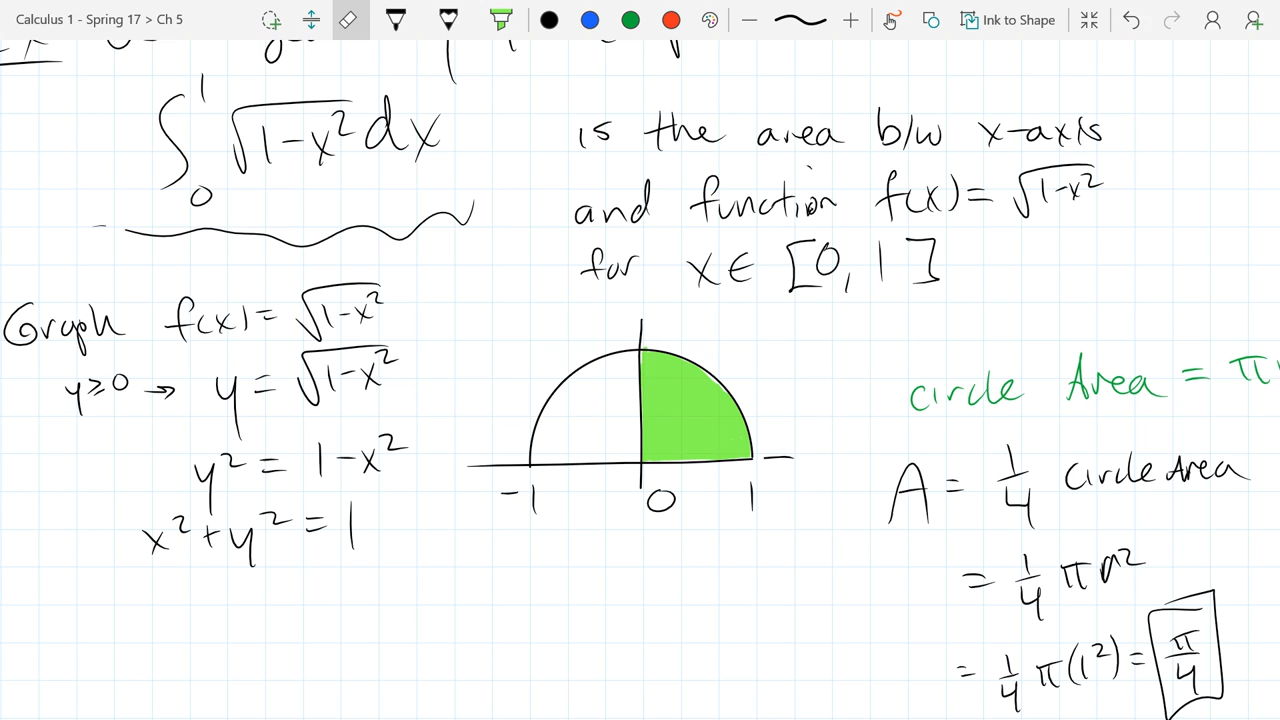 Calculus 1 - Spring 17 > Ch 5
Ink to Shape
∫₀¹ √(1-x²) dx
is the area b/w x-axis
and function f(x) = √(1-x²)
for x ∈ [0, 1]
Graph f(x) = √(1-x²)
y ≥ 0 → y = √(1-x²)
y² = 1-x²
x² + y² = 1
-1 0 1
circle Area = π
A = 1/4 circle Area
= 1/4 π r²
= 1/4 π(1²) = π/4